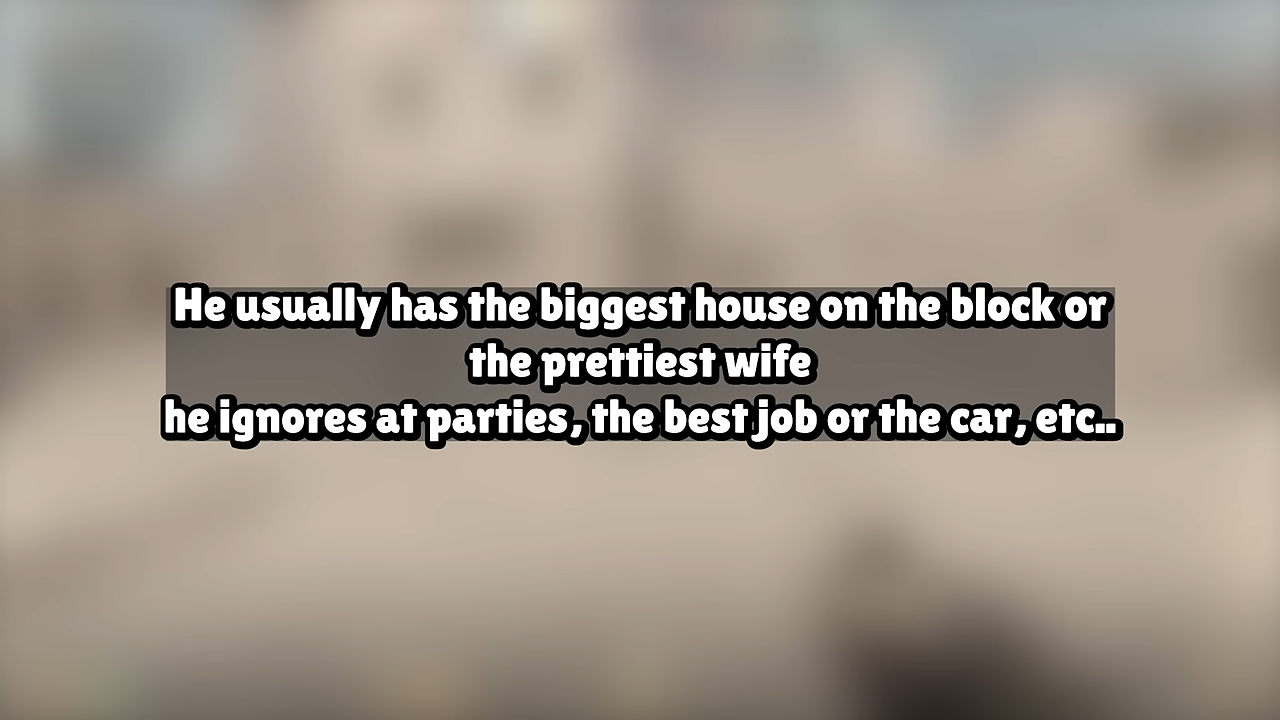 He usually has the biggest house on the block or
the prettiest wife
he ignores at parties, the best job or the car, etc..